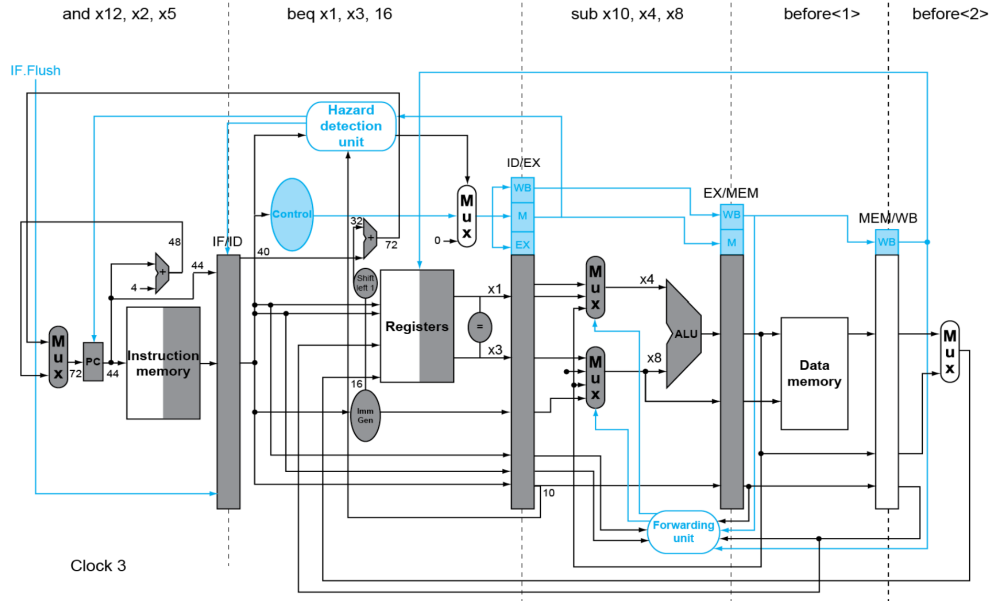 and x12, x2, x5
beq x1, x3, 16
sub x10, x4, x8
before<1>
before<2>
IF.Flush
Hazard
detection
unit
ID/EX
WB
EX/MEM
Control
Mux
M
WB
MEM/WB
32
+
72
0
EX
M
WB
48
IF/ID
40
44
+
4
Shift
left 1
x1
Mux
x4
Registers
=
ALU
Mux
PC
Instruction
memory
x3
Mux
x8
Data
memory
Mux
72
44
16
Imm
Gen
10
Forwarding
unit
Clock 3